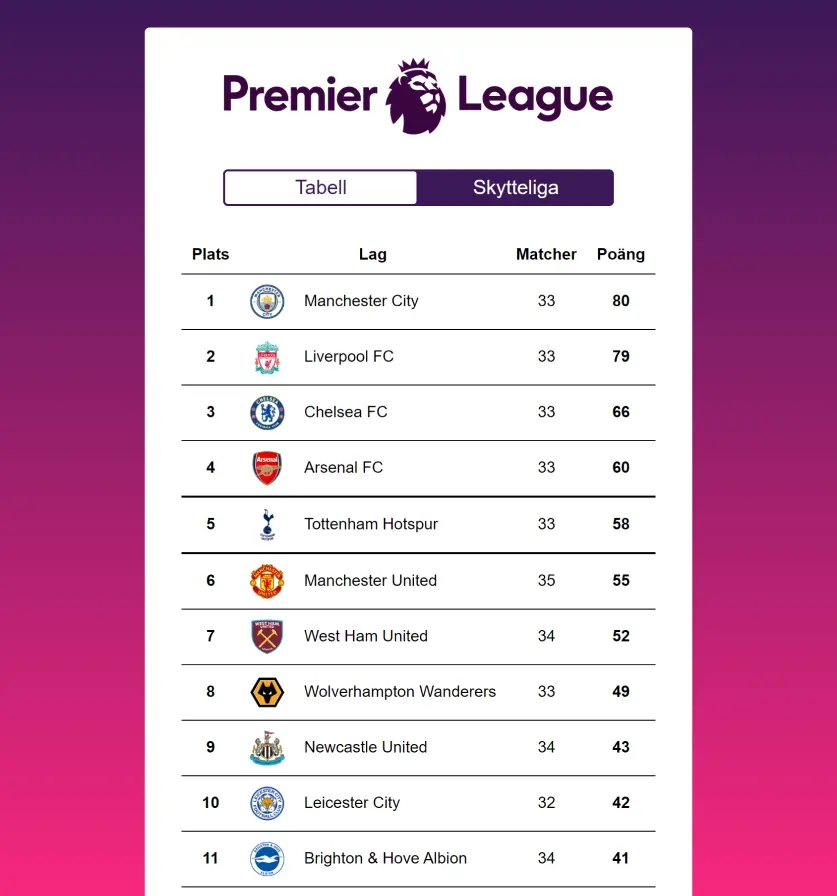 Premier League
Tabell Skytteliga
Plats Lag Matcher Poäng
1 Manchester City 33 80
2 Liverpool FC 33 79
3 Chelsea FC 33 66
4 Arsenal FC 33 60
5 Tottenham Hotspur 33 58
6 Manchester United 35 55
7 West Ham United 34 52
8 Wolverhampton Wanderers 33 49
9 Newcastle United 34 43
10 Leicester City 32 42
11 Brighton & Hove Albion 34 41